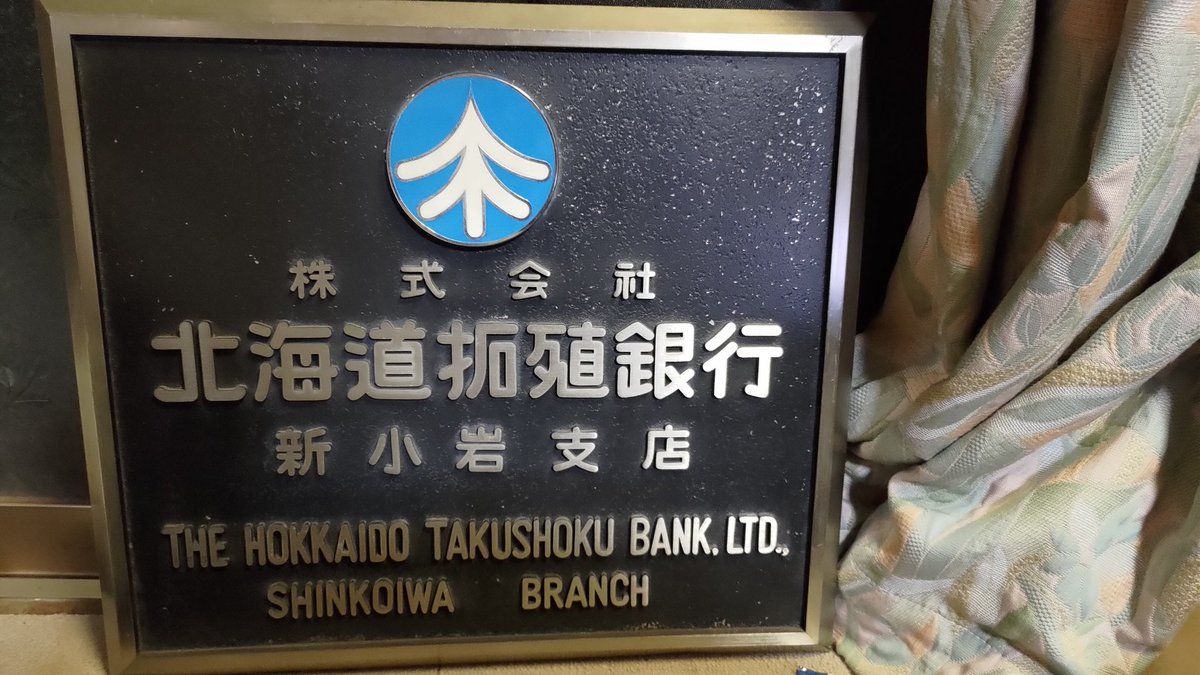 株式会社
北海道拓殖銀行
新小岩支店
THE HOKKAIDO TAKUSHOKU BANK, LTD.,
SHINKOIWA BRANCH